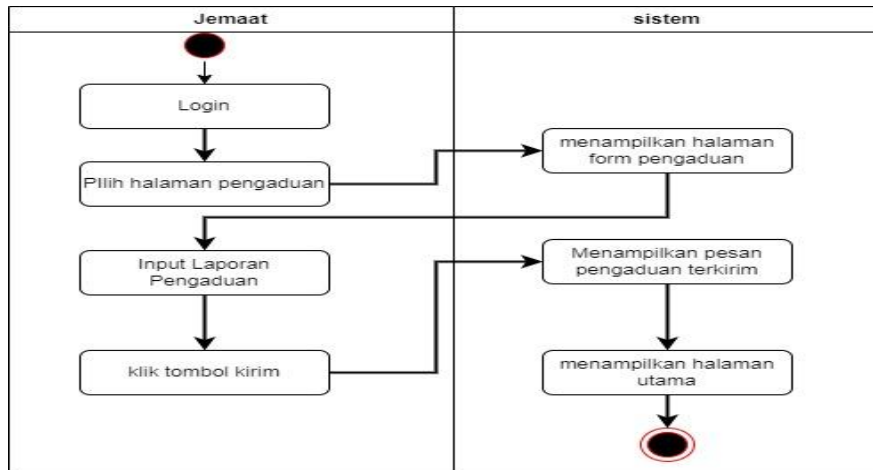 Jemaat
sistem
Login
PIlih halaman pengaduan
menampilkan halaman
form pengaduan
Input Laporan
Pengaduan
klik tombol kirim
Menampilkan pesan
pengaduan terkirim
menampilkan halaman
utama